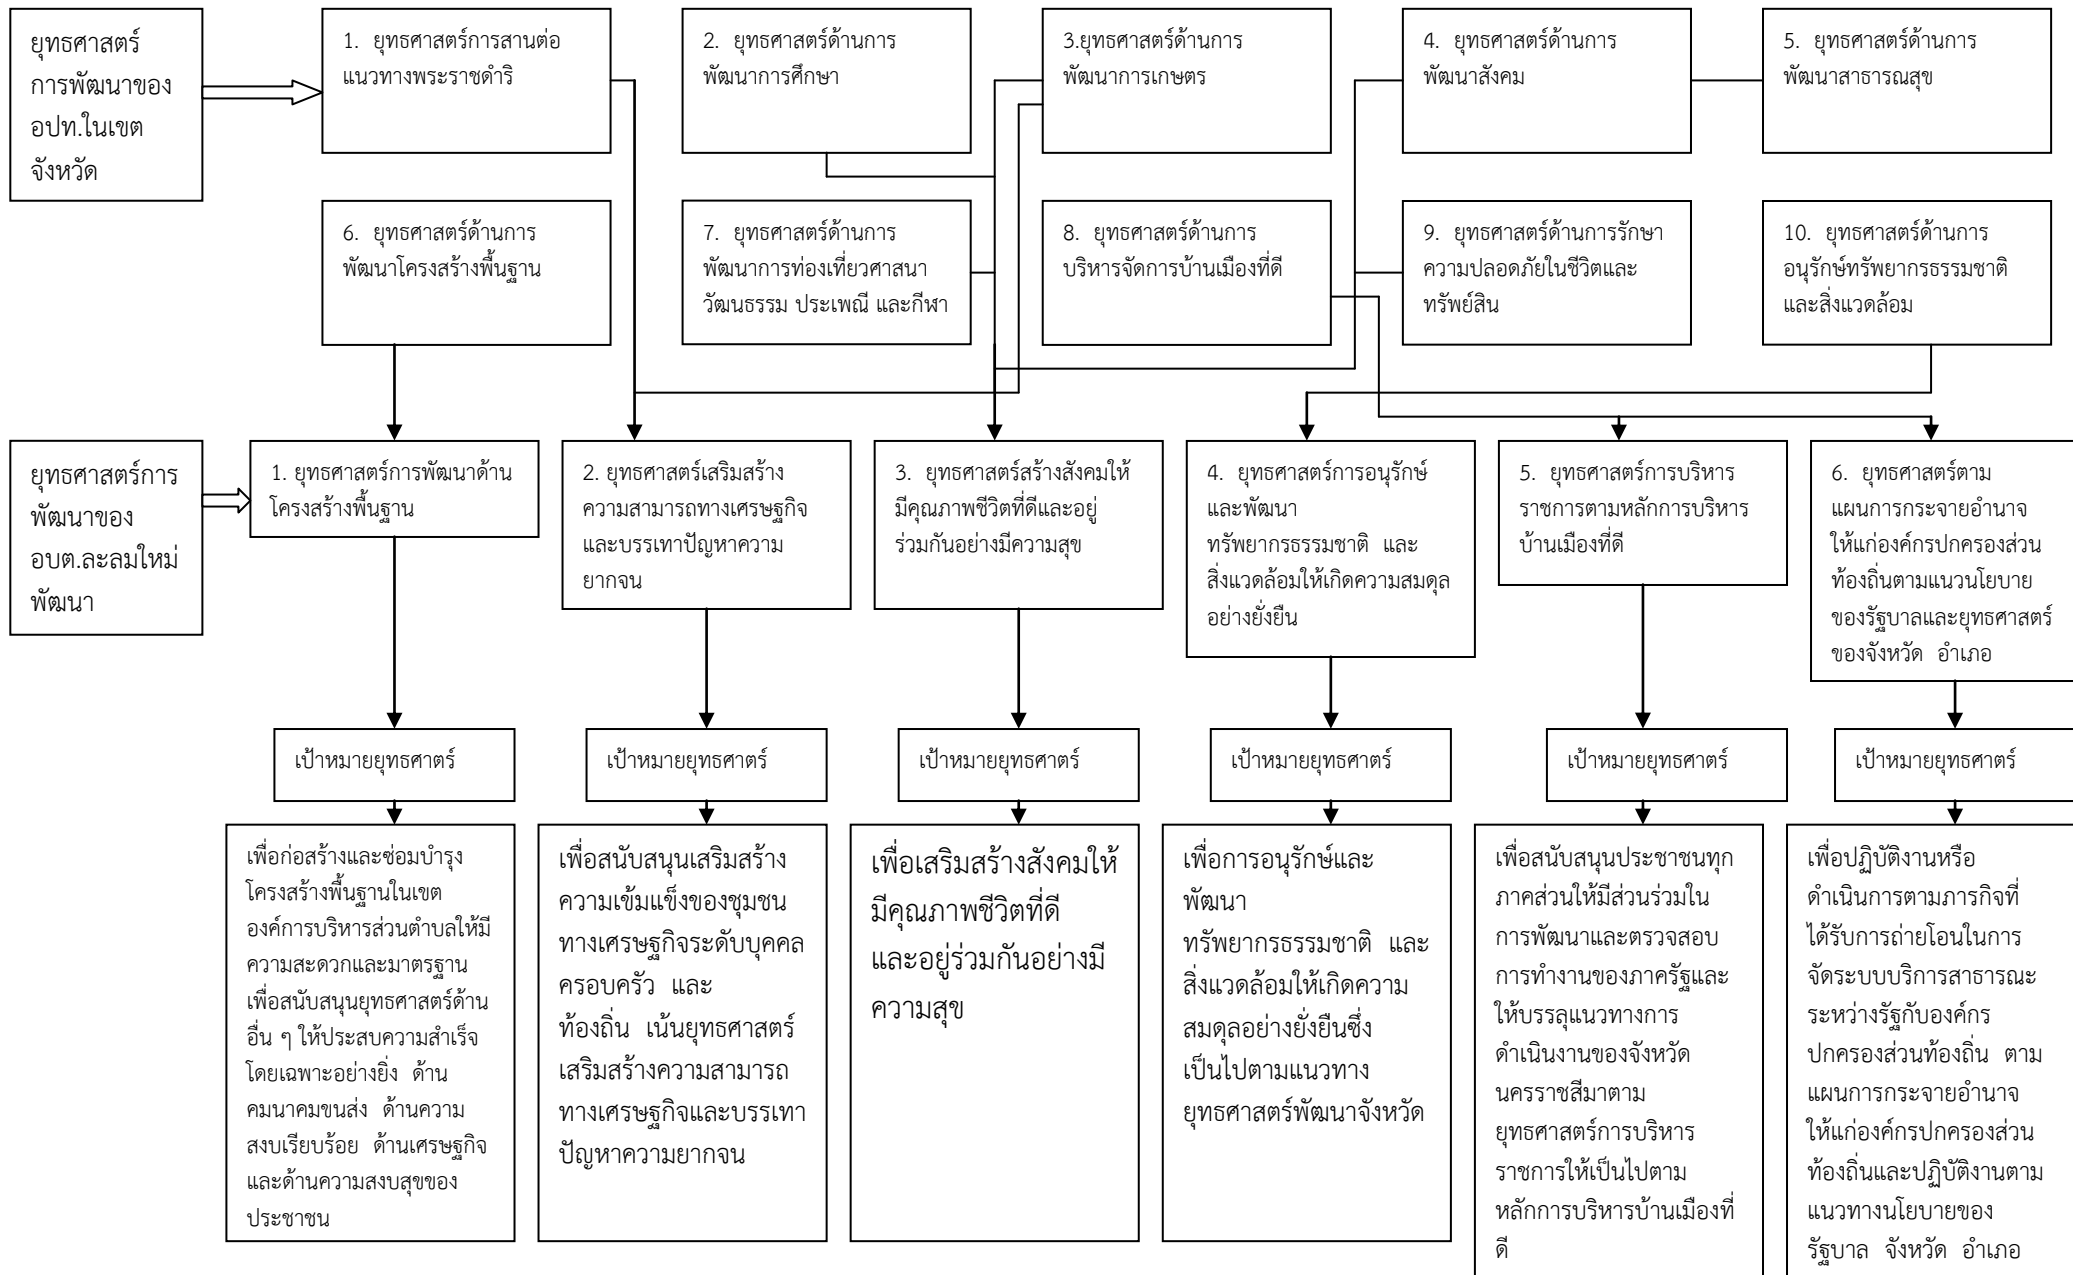 ยุทธศาสตร์
การพัฒนาของ
อปท.ในเขต
จังหวัด
1. ยุทธศาสตร์การสานต่อ
แนวทางพระราชดำริ
2. ยุทธศาสตร์ด้านการ
พัฒนาการศึกษา
3.ยุทธศาสตร์ด้านการ
พัฒนาการเกษตร
4. ยุทธศาสตร์ด้านการ
พัฒนาสังคม
5. ยุทธศาสตร์ด้านการ
พัฒนาสาธารณสุข
6. ยุทธศาสตร์ด้านการ
พัฒนาโครงสร้างพื้นฐาน
7. ยุทธศาสตร์ด้านการ
พัฒนาการท่องเที่ยวศาสนา
วัฒนธรรม ประเพณี และกีฬา
8. ยุทธศาสตร์ด้านการ
บริหารจัดการบ้านเมืองที่ดี
9. ยุทธศาสตร์ด้านการรักษา
ความปลอดภัยในชีวิตและ
ทรัพย์สิน
10. ยุทธศาสตร์ด้านการ
อนุรักษ์ทรัพยากรธรรมชาติ
และสิ่งแวดล้อม
ยุทธศาสตร์การ
พัฒนาของ
อบต.ละลมใหม่
พัฒนา
1. ยุทธศาสตร์การพัฒนาด้าน
โครงสร้างพื้นฐาน
2. ยุทธศาสตร์เสริมสร้าง
ความสามารถทางเศรษฐกิจ
และบรรเทาปัญหาความ
ยากจน
3. ยุทธศาสตร์สร้างสังคมให้
มีคุณภาพชีวิตที่ดีและอยู่
ร่วมกันอย่างมีความสุข
4. ยุทธศาสตร์การอนุรักษ์
และพัฒนา
ทรัพยากรธรรมชาติ และ
สิ่งแวดล้อมให้เกิดความสมดุล
อย่างยั่งยืน
5. ยุทธศาสตร์การบริหาร
ราชการตามหลักการบริหาร
บ้านเมืองที่ดี
6. ยุทธศาสตร์ตาม
แผนการกระจายอำนาจ
ให้แก่องค์กรปกครองส่วน
ท้องถิ่นตามแนวนโยบาย
ของรัฐบาลและยุทธศาสตร์
ของจังหวัด อำเภอ
เป้าหมายยุทธศาตร์
เป้าหมายยุทธศาตร์
เป้าหมายยุทธศาตร์
เป้าหมายยุทธศาตร์
เป้าหมายยุทธศาตร์
เป้าหมายยุทธศาตร์
เพื่อก่อสร้างและซ่อมบำรุง
โครงสร้างพื้นฐานในเขต
องค์การบริหารส่วนตำบลให้มี
ความสะดวกและมาตรฐาน
เพื่อสนับสนุนยุทธศาสตร์ด้าน
อื่น ๆ ให้ประสบความสำเร็จ
โดยเฉพาะอย่างยิ่ง ด้าน
คมนาคมขนส่ง ด้านความ
สงบเรียบร้อย ด้านเศรษฐกิจ
และด้านความสงบสุขของ
ประชาชน
เพื่อสนับสนุนเสริมสร้าง
ความเข้มแข็งของชุมชน
ทางเศรษฐกิจระดับบุคคล
ครอบครัว และ
ท้องถิ่น เน้นยุทธศาสตร์
เสริมสร้างความสามารถ
ทางเศรษฐกิจและบรรเทา
ปัญหาความยากจน
เพื่อเสริมสร้างสังคมให้
มีคุณภาพชีวิตที่ดี
และอยู่ร่วมกันอย่างมี
ความสุข
เพื่อการอนุรักษ์และ
พัฒนา
ทรัพยากรธรรมชาติ และ
สิ่งแวดล้อมให้เกิดความ
สมดุลอย่างยั่งยืนซึ่ง
เป็นไปตามแนวทาง
ยุทธศาสตร์พัฒนาจังหวัด
เพื่อสนับสนุนประชาชนทุก
ภาคส่วนให้มีส่วนร่วมใน
การพัฒนาและตรวจสอบ
การทำงานของภาครัฐและ
ให้บรรลุแนวทางการ
ดำเนินงานของจังหวัด
นครราชสีมาตาม
ยุทธศาสตร์การบริหาร
ราชการให้เป็นไปตาม
หลักการบริหารบ้านเมืองที่
ดี
เพื่อปฏิบัติงานหรือ
ดำเนินการตามภารกิจที่
ได้รับการถ่ายโอนในการ
จัดระบบบริการสาธารณะ
ระหว่างรัฐกับองค์กร
ปกครองส่วนท้องถิ่น ตาม
แผนการกระจายอำนาจ
ให้แก่องค์กรปกครองส่วน
ท้องถิ่นและปฏิบัติงานตาม
แนวทางนโยบายของ
รัฐบาล จังหวัด อำเภอ